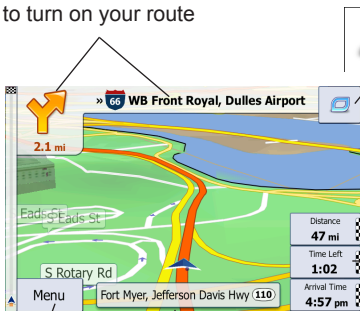 to turn on your route
» 66 WB Front Royal, Dulles Airport
2.1 mi
Eads St
S Eads St
Distance
47 mi
S Rotary Rd
Time Left
1:02
Menu
Fort Myer, Jefferson Davis Hwy 110
Arrival Time
4:57 pm